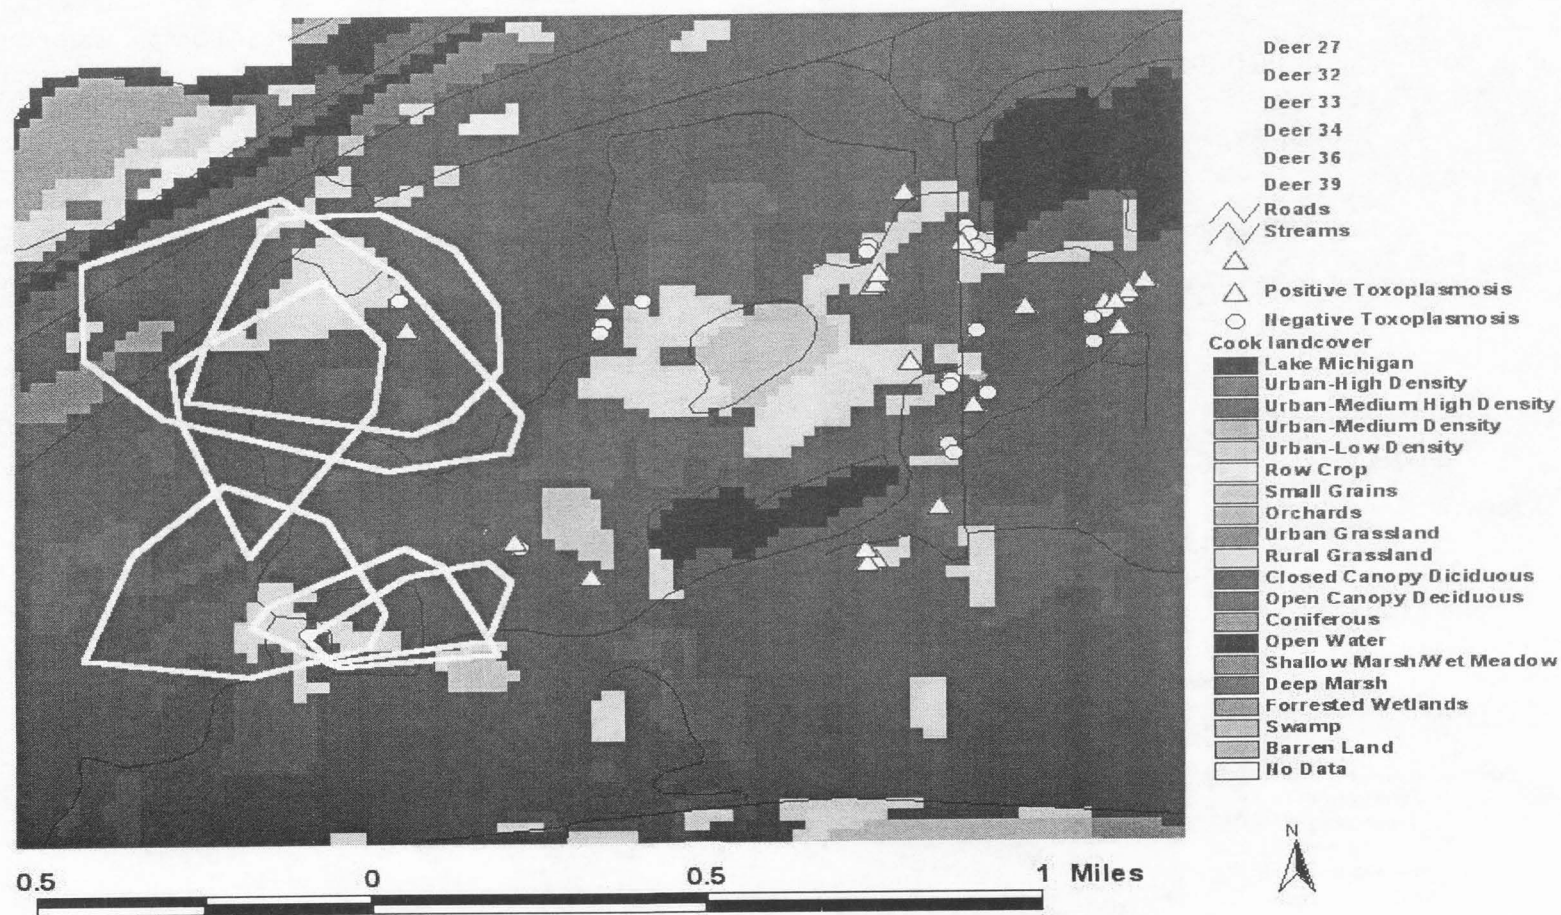 Deer 27
Deer 32
Deer 33
Deer 34
Deer 36
Deer 39
Roads
Streams
Positive Toxoplasmosis
Negative Toxoplasmosis
Cook landcover
Lake Michigan
Urban-High Density
Urban-Medium High Density
Urban-Medium Density
Urban-Low Density
Row Crop
Small Grains
Orchards
Urban Grassland
Rural Grassland
Closed Canopy Diciduous
Open Canopy Deciduous
Coniferous
Open Water
Shallow Marsh/Wet Meadow
Deep Marsh
Forrested Wetlands
Swamp
Barren Land
No Data
N
0.5 0 0.5 1 Miles